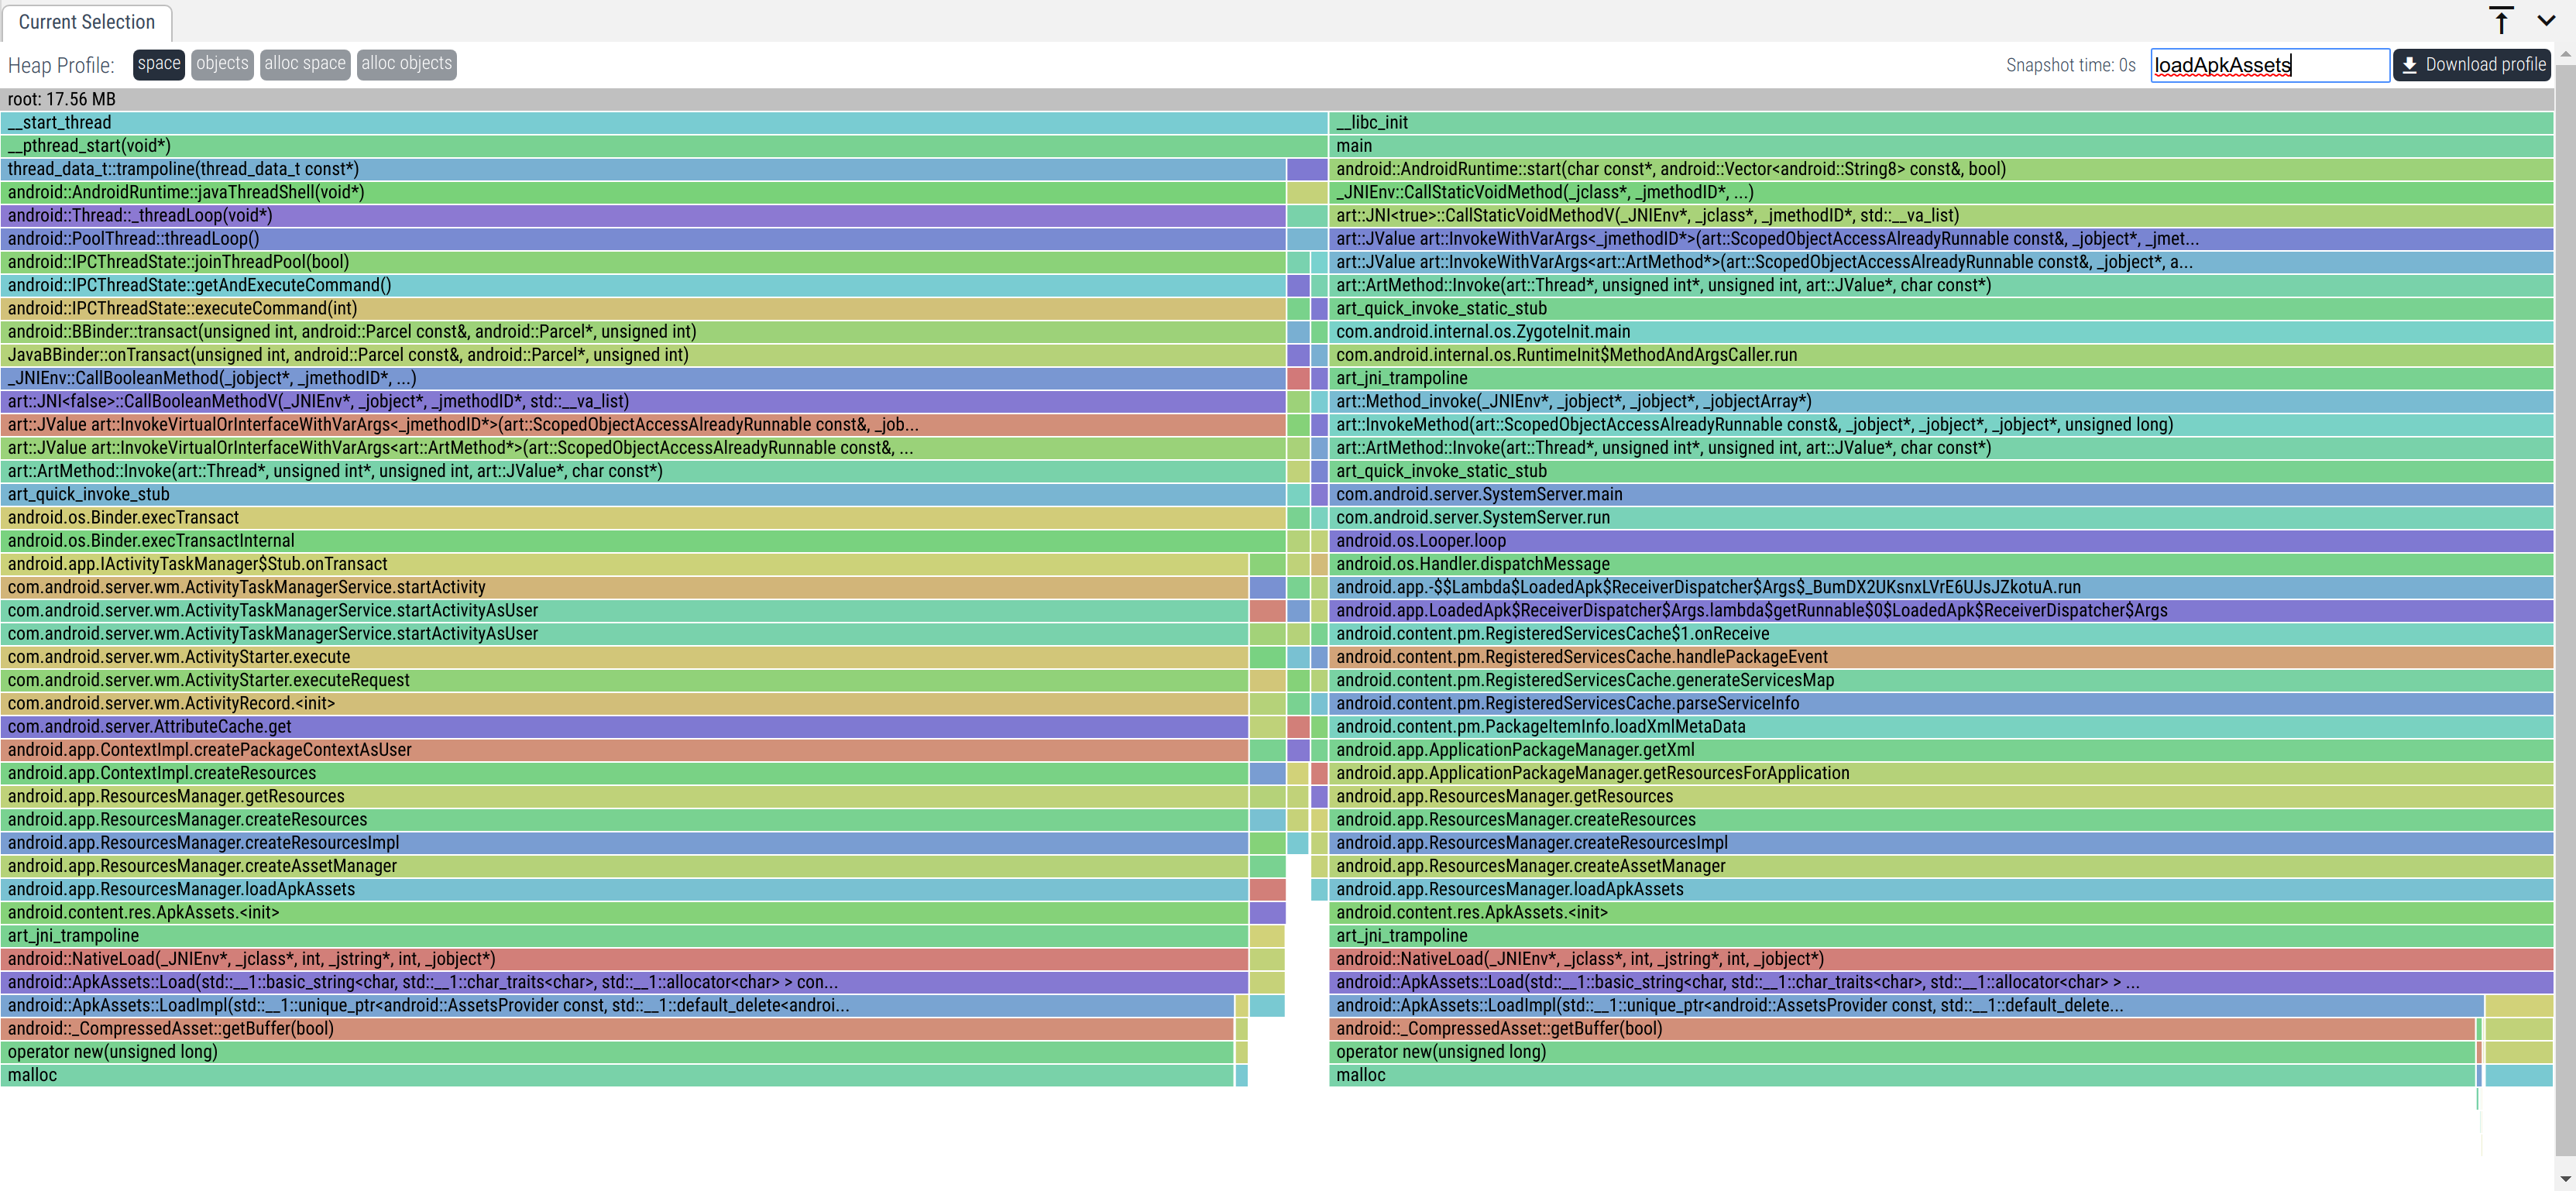 Current Selection
Heap Profile: space objects alloc space alloc objects Snapshot time: 0s loadApkAssets Download profile
root: 17.56 MB
__start_thread
__pthread_start(void*)
thread_data_t::trampoline(thread_data_t const*)
android::AndroidRuntime::javaThreadShell(void*)
android::Thread::_threadLoop(void*)
android::PoolThread::threadLoop()
android::IPCThreadState::joinThreadPool(bool)
android::IPCThreadState::getAndExecuteCommand()
android::IPCThreadState::executeCommand(int)
android::BBinder::transact(unsigned int, android::Parcel const&, android::Parcel*, unsigned int)
JavaBBinder::onTransact(unsigned int, android::Parcel const&, android::Parcel*, unsigned int)
_JNIEnv::CallBooleanMethod(_jobject*, _jmethodID*, ...)
art::JNI<false>::CallBooleanMethodV(_JNIEnv*, _jobject*, _jmethodID*, std::__va_list)
art::JValue art::InvokeVirtualOrInterfaceWithVarArgs<_jmethodID*>(art::ScopedObjectAccessAlreadyRunnable const&, _job...
art::JValue art::InvokeVirtualOrInterfaceWithVarArgs<art::ArtMethod*>(art::ScopedObjectAccessAlreadyRunnable const&, ...
art::ArtMethod::Invoke(art::Thread*, unsigned int*, unsigned int, art::JValue*, char const*)
art_quick_invoke_stub
android.os.Binder.execTransact
android.os.Binder.execTransactInternal
android.app.IActivityTaskManager$Stub.onTransact
com.android.server.wm.ActivityTaskManagerService.startActivity
com.android.server.wm.ActivityTaskManagerService.startActivityAsUser
com.android.server.wm.ActivityTaskManagerService.startActivityAsUser
com.android.server.wm.ActivityStarter.execute
com.android.server.wm.ActivityStarter.executeRequest
com.android.server.wm.ActivityRecord.<init>
com.android.server.AttributeCache.get
android.app.ContextImpl.createPackageContextAsUser
android.app.ContextImpl.createResources
android.app.ResourcesManager.getResources
android.app.ResourcesManager.createResources
android.app.ResourcesManager.createResourcesImpl
android.app.ResourcesManager.createAssetManager
android.app.ResourcesManager.loadApkAssets
android.content.res.ApkAssets.<init>
art_jni_trampoline
android::NativeLoad(_JNIEnv*, _jclass*, int, _jstring*, int, _jobject*)
android::ApkAssets::Load(std::__1::basic_string<char, std::__1::char_traits<char>, std::__1::allocator<char> > con...
android::ApkAssets::LoadImpl(std::__1::unique_ptr<android::AssetsProvider const, std::__1::default_delete<androi...
android::_CompressedAsset::getBuffer(bool)
operator new(unsigned long)
malloc
__libc_init
main
android::AndroidRuntime::start(char const*, android::Vector<android::String8> const&, bool)
_JNIEnv::CallStaticVoidMethod(_jclass*, _jmethodID*, ...)
art::JNI<true>::CallStaticVoidMethodV(_JNIEnv*, _jclass*, _jmethodID*, std::__va_list)
art::JValue art::InvokeWithVarArgs<_jmethodID*>(art::ScopedObjectAccessAlreadyRunnable const&, _jobject*, _jmet...
art::JValue art::InvokeWithVarArgs<art::ArtMethod*>(art::ScopedObjectAccessAlreadyRunnable const&, _jobject*, a...
art::ArtMethod::Invoke(art::Thread*, unsigned int*, unsigned int, art::JValue*, char const*)
art_quick_invoke_static_stub
com.android.internal.os.ZygoteInit.main
com.android.internal.os.RuntimeInit$MethodAndArgsCaller.run
art_jni_trampoline
art::Method_invoke(_JNIEnv*, _jobject*, _jobject*, _jobjectArray*)
art::InvokeMethod(art::ScopedObjectAccessAlreadyRunnable const&, _jobject*, _jobject*, _jobject*, unsigned long)
art::ArtMethod::Invoke(art::Thread*, unsigned int*, unsigned int, art::JValue*, char const*)
art_quick_invoke_static_stub
com.android.server.SystemServer.main
com.android.server.SystemServer.run
android.os.Looper.loop
android.os.Handler.dispatchMessage
android.app.-$$Lambda$LoadedApk$ReceiverDispatcher$Args$_BumDX2UKsnxLVrE6UJsJZkotuA.run
android.app.LoadedApk$ReceiverDispatcher$Args.lambda$getRunnable$0$LoadedApk$ReceiverDispatcher$Args
android.content.pm.RegisteredServicesCache$1.onReceive
android.content.pm.RegisteredServicesCache.handlePackageEvent
android.content.pm.RegisteredServicesCache.generateServicesMap
android.content.pm.RegisteredServicesCache.parseServiceInfo
android.content.pm.PackageItemInfo.loadXmlMetaData
android.app.ApplicationPackageManager.getXml
android.app.ApplicationPackageManager.getResourcesForApplication
android.app.ResourcesManager.getResources
android.app.ResourcesManager.createResources
android.app.ResourcesManager.createResourcesImpl
android.app.ResourcesManager.createAssetManager
android.app.ResourcesManager.loadApkAssets
android.content.res.ApkAssets.<init>
art_jni_trampoline
android::NativeLoad(_JNIEnv*, _jclass*, int, _jstring*, int, _jobject*)
android::ApkAssets::Load(std::__1::basic_string<char, std::__1::char_traits<char>, std::__1::allocator<char> > ...
android::ApkAssets::LoadImpl(std::__1::unique_ptr<android::AssetsProvider const, std::__1::default_delete...
android::_CompressedAsset::getBuffer(bool)
operator new(unsigned long)
malloc